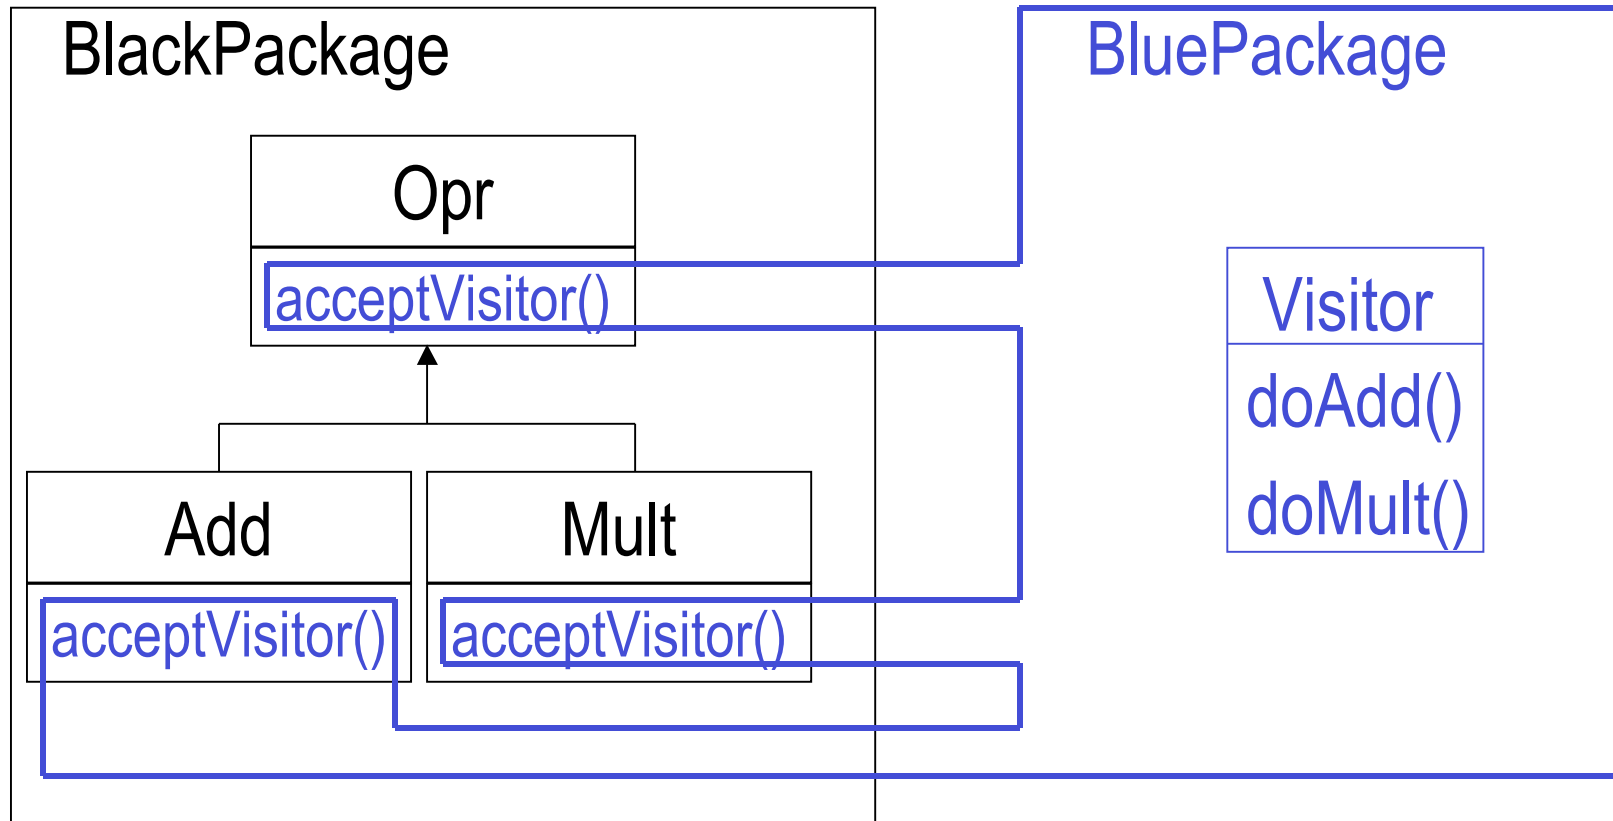 BlackPackage
Opr
acceptVisitor()
Add
acceptVisitor()
Mult
acceptVisitor()
BluePackage
Visitor
doAdd()
doMult()